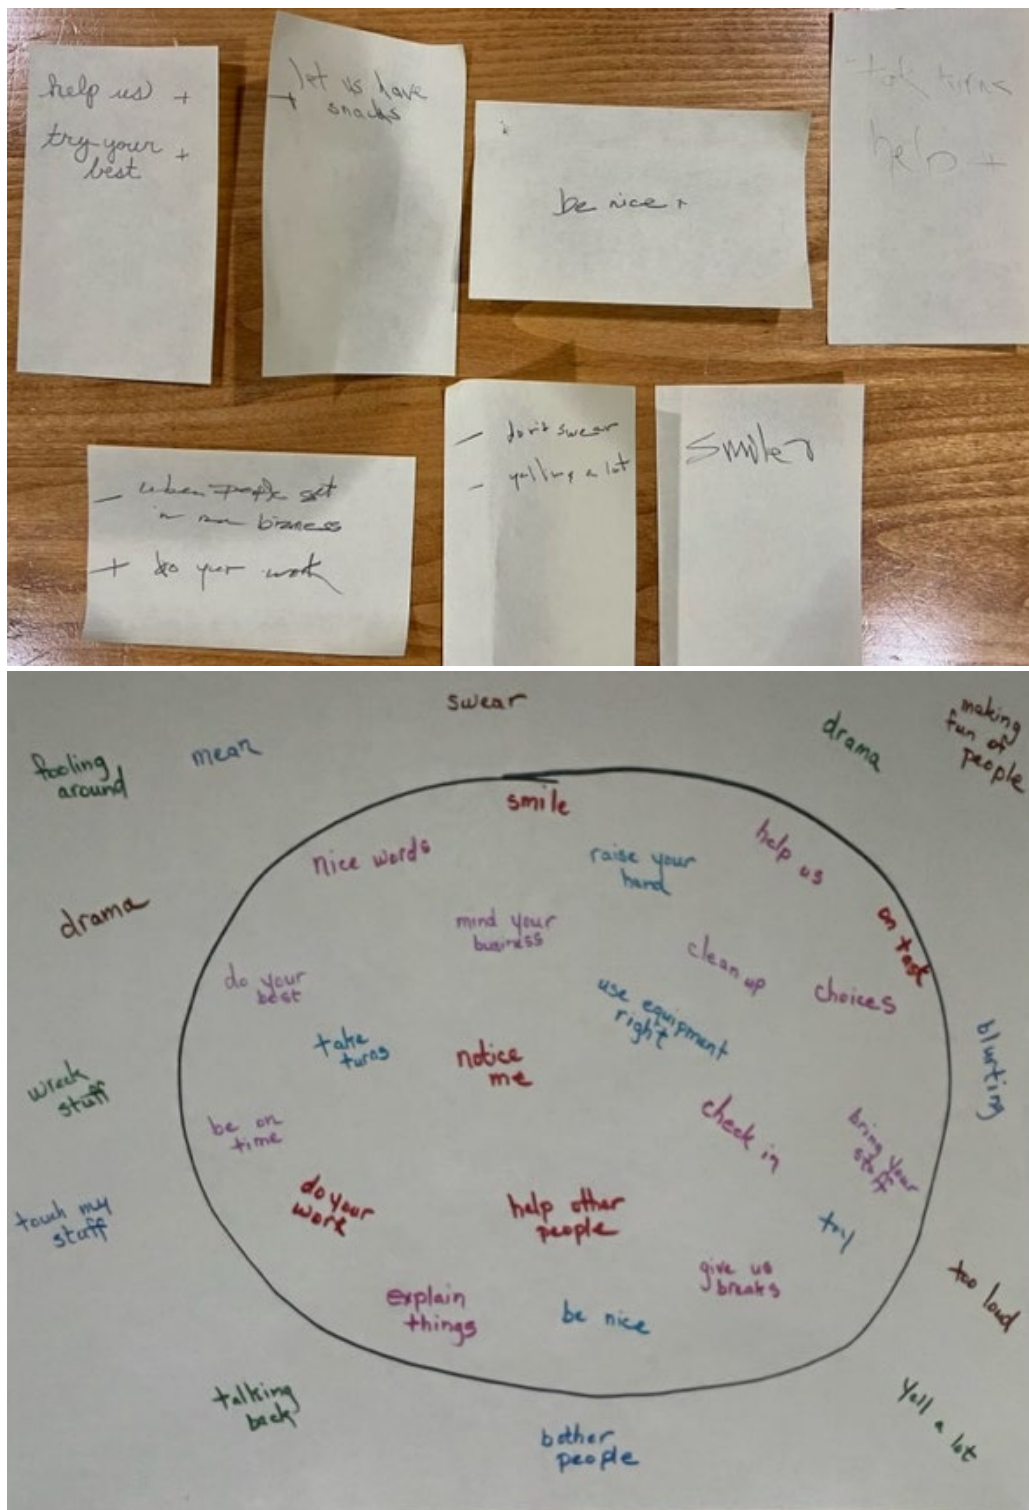 help us +
try your +
best
let us have
+ snacks
be nice +
take turns
help +
- when people get
in bizness
+ do your work
- don't swear
- yelling a lot
smile +
swear
making
fun of
people
drama
mean
fooling
around
smile
nice words
raise your
hand
help us
drama
mind your
business
on task
clean up
choices
do your
best
use equipment
right
take
turns
notice
me
blurting
wreck
stuff
check in
bring your
stuff
be on
time
do your
work
help other
people
touch my
stuff
try
give us
breaks
too loud
explain
things
be nice
talking
back
yell a lot
bother
people